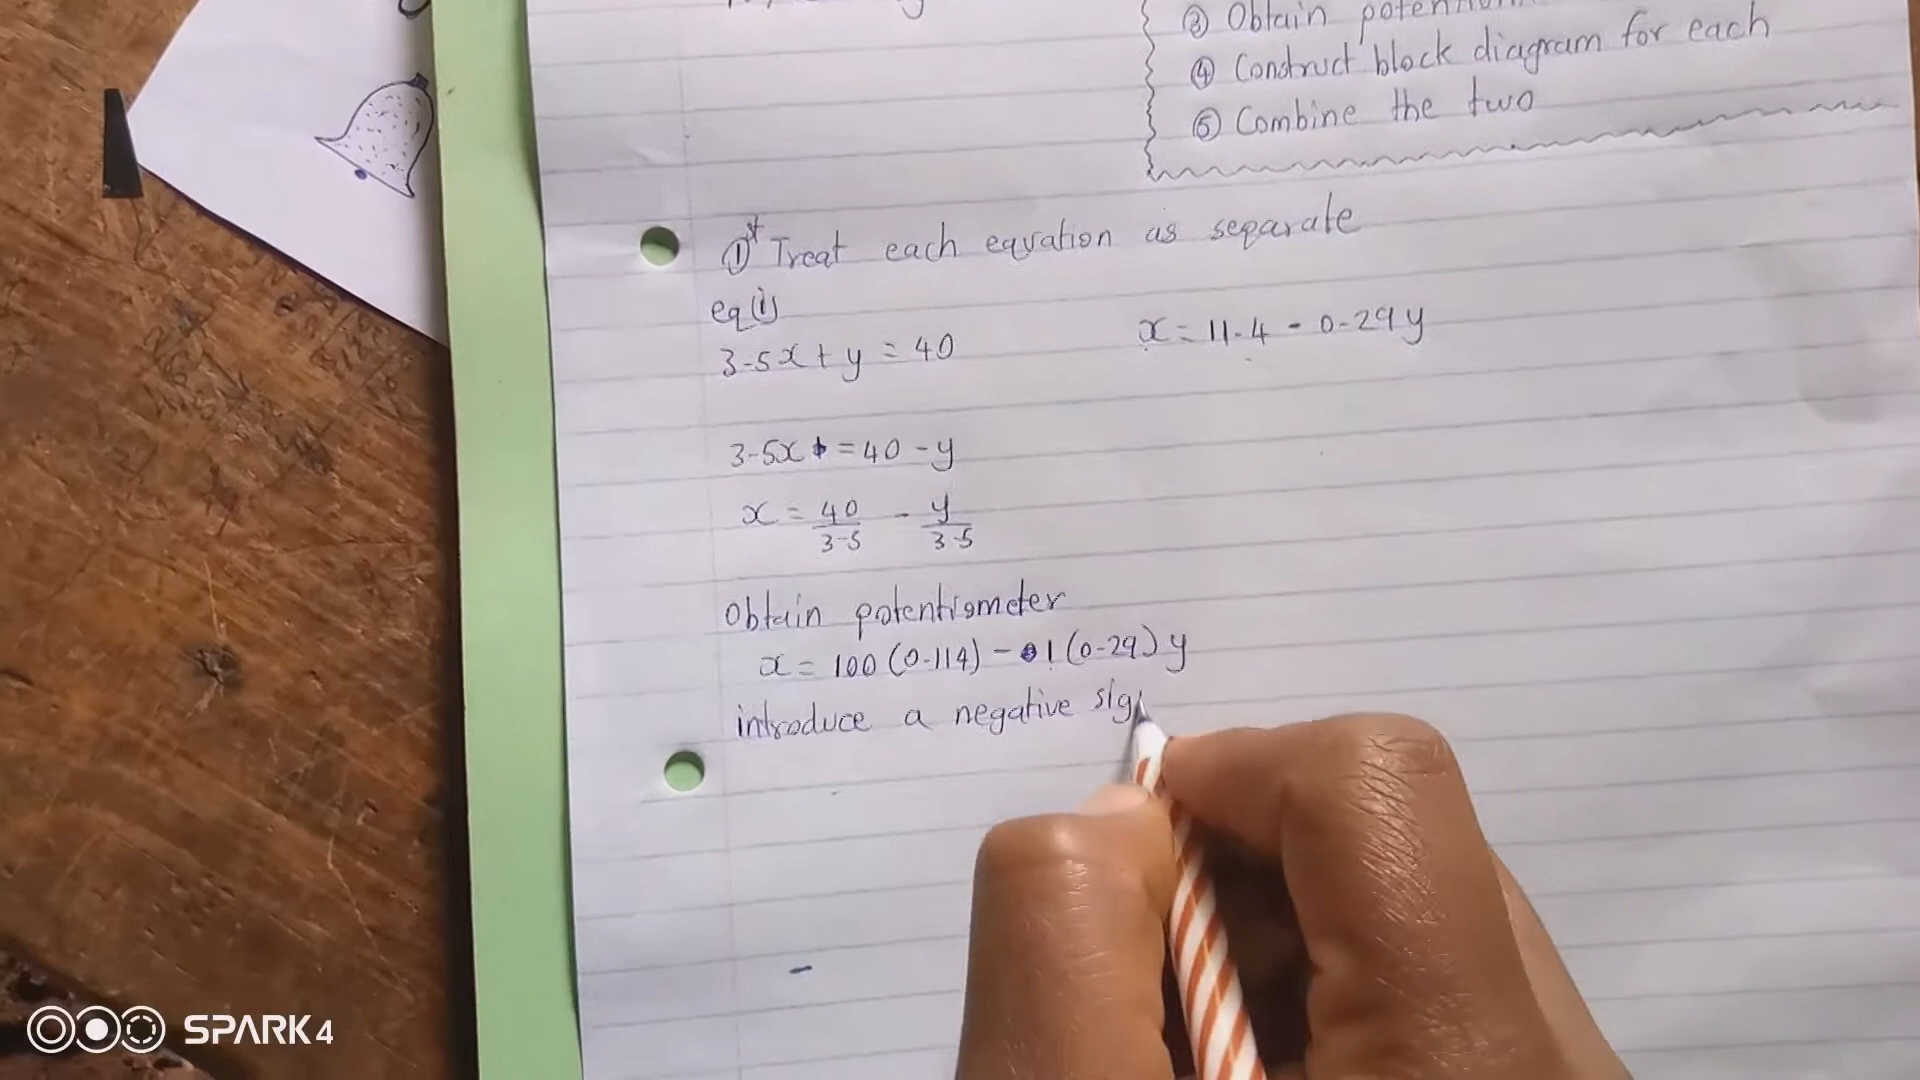 ③ Obtain
④ Construct block diagram for each
⑤ Combine the two
①st Treat each equation as separate
eq(i)
3.5x + y = 40
x = 11.4 - 0.29y
3.5x = 40 - y
x = 40/3.5 - y/3.5
Obtain potentiometer
x = 100(0.114) - 1(0.29)y
introduce a negative sig
SPARK 4